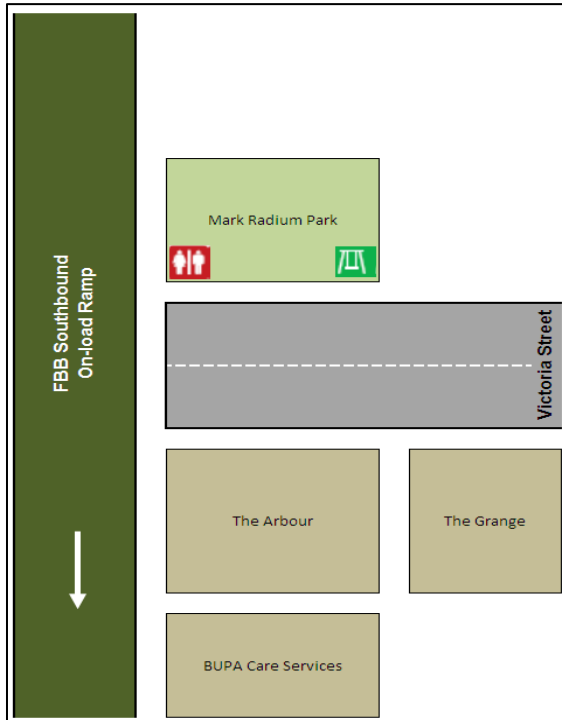 Mark Radium Park
FBB Southbound
On-load Ramp
Victoria Street
The Arbour
The Grange
BUPA Care Services